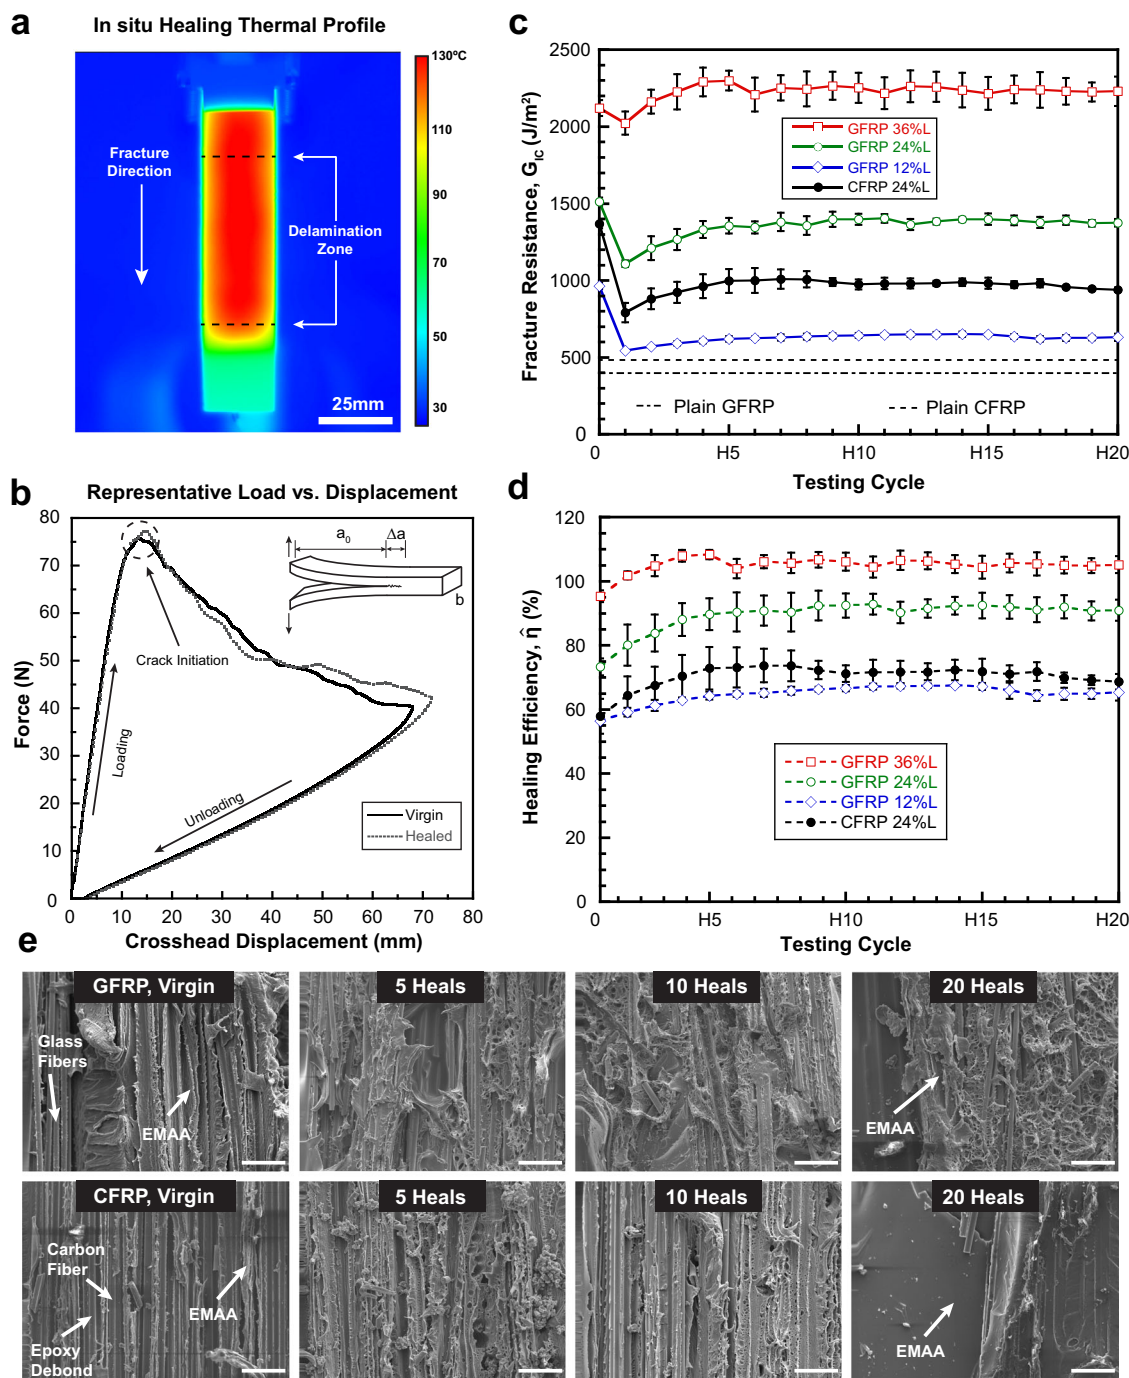 a
In situ Healing Thermal Profile
130ºC
110
90
70
50
30
Fracture
Direction
Delamination
Zone
25mm
b
Representative Load vs. Displacement
80
70
60
50
40
30
20
10
0
0
10
20
30
40
50
60
70
80
Force (N)
Crosshead Displacement (mm)
a₀
Δa
b
Crack Initiation
Loading
Unloading
Virgin
Healed
c
2500
2000
1500
1000
500
0
Fracture Resistance, G_IC (J/m²)
GFRP 36%L
GFRP 24%L
GFRP 12%L
CFRP 24%L
Plain GFRP
Plain CFRP
0
H5
H10
H15
H20
Testing Cycle
d
120
100
80
60
40
20
0
Healing Efficiency, η̂ (%)
GFRP 36%L
GFRP 24%L
GFRP 12%L
CFRP 24%L
0
H5
H10
H15
H20
Testing Cycle
e
GFRP, Virgin
5 Heals
10 Heals
20 Heals
Glass
Fibers
EMAA
EMAA
CFRP, Virgin
5 Heals
10 Heals
20 Heals
Carbon
Fiber
EMAA
Epoxy
Debond
EMAA